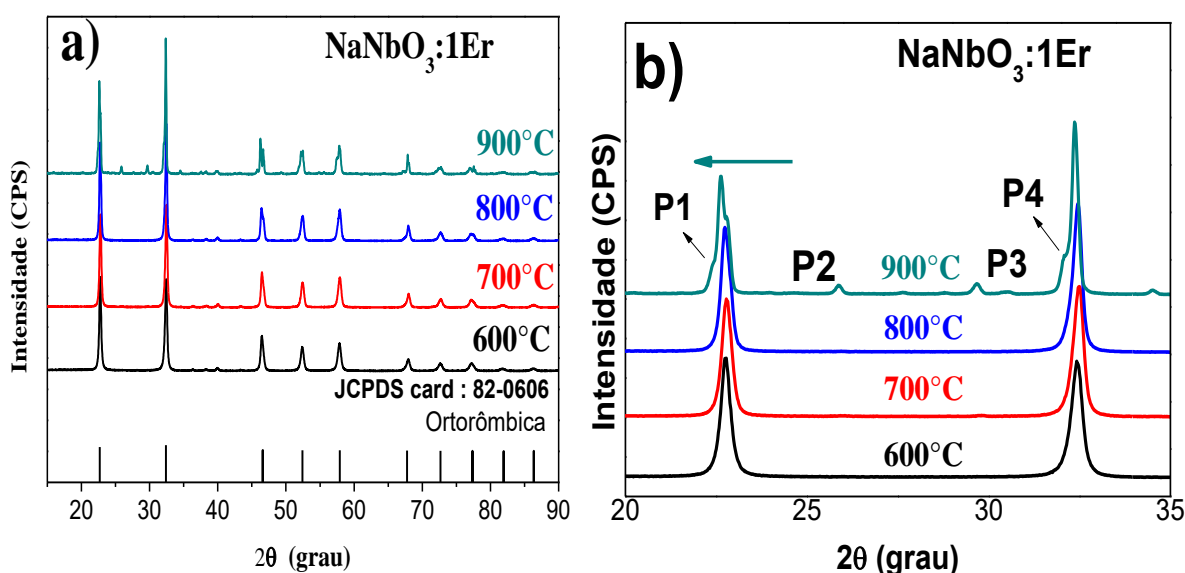 a)
NaNbO₃:1Er
Intensidade (CPS)
900°C
800°C
700°C
600°C
JCPDS card : 82-0606
Ortorômbica
20 30 40 50 60 70 80 90
2θ (grau)
b)
NaNbO₃:1Er
Intensidade (CPS)
P1
P2
P3
P4
900°C
800°C
700°C
600°C
20 25 30 35
2θ (grau)